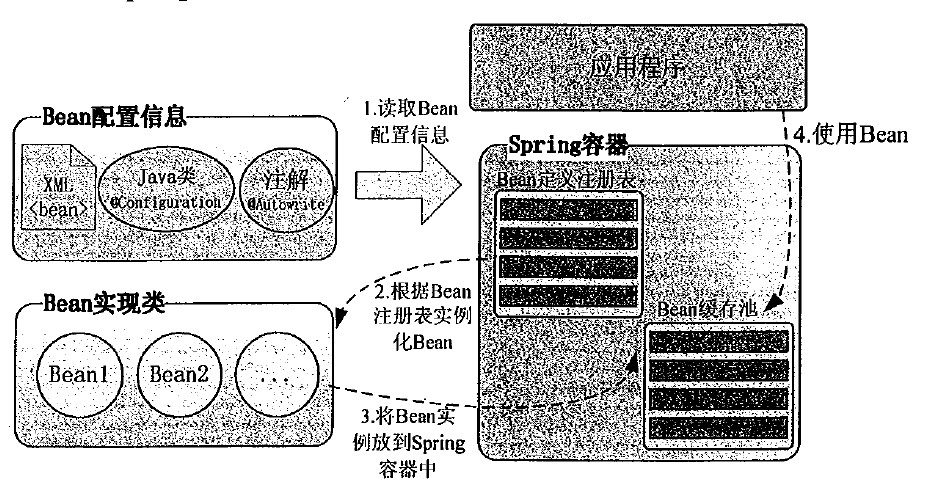 应用程序
Bean配置信息
XML
<bean>
Java类
@Configuration
注解
@Autowrite
1.读取Bean
配置信息
Spring容器
Bean定义注册表
4.使用Bean
2.根据Bean
注册表实例
化Bean
Bean实现类
Bean1
Bean2
...
Bean缓存池
3.将Bean实
例放到Spring
容器中